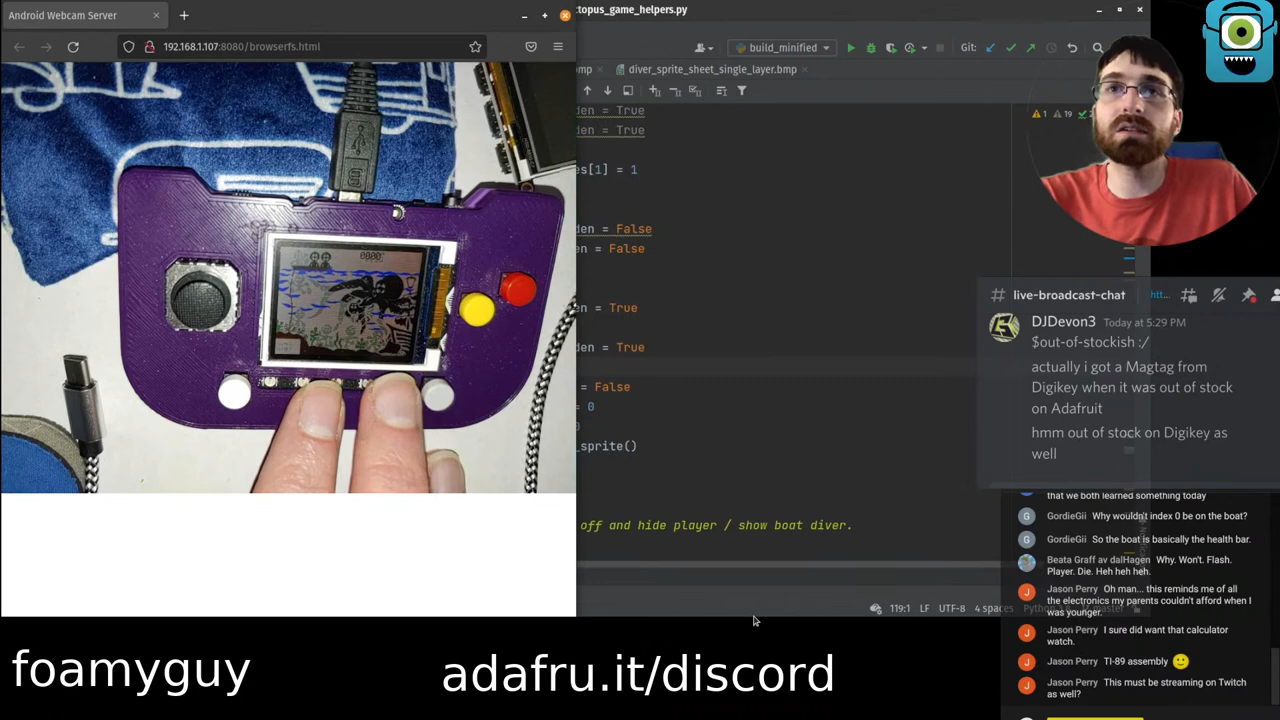 Android Webcam Server
192.168.1.107:8080/browserfs.html
topus_game_helpers.py
build_minified
Git:
mp
diver_sprite_sheet_single_layer.bmp
den = True
den = True
1
19
es[1] = 1
den = False
den = False
den = True
den = True
= False
= 0
_sprite()
off and hide player / show boat diver.
119:1 LF UTF-8 4 spaces Python master
live-broadcast-chat
htt...
DJDevon3 Today at 5:29 PM
$out-of-stockish :/
actually i got a Magtag from
Digikey when it was out of stock
on Adafruit
hmm out of stock on Digikey as
well
that we both learned something today
G GordieGii Why wouldn't index 0 be on the boat?
G GordieGii So the boat is basically the health bar.
Beata Graff av dalHagen Why. Won't. Flash.
Player. Die. Heh heh heh.
J Jason Perry Oh man... this reminds me of all
the electronics my parents couldn't afford when I
was younger.
J Jason Perry I sure did want that calculator
watch.
J Jason Perry TI-89 assembly
J Jason Perry This must be streaming on Twitch
as well?
foamyguy
adafru.it/discord